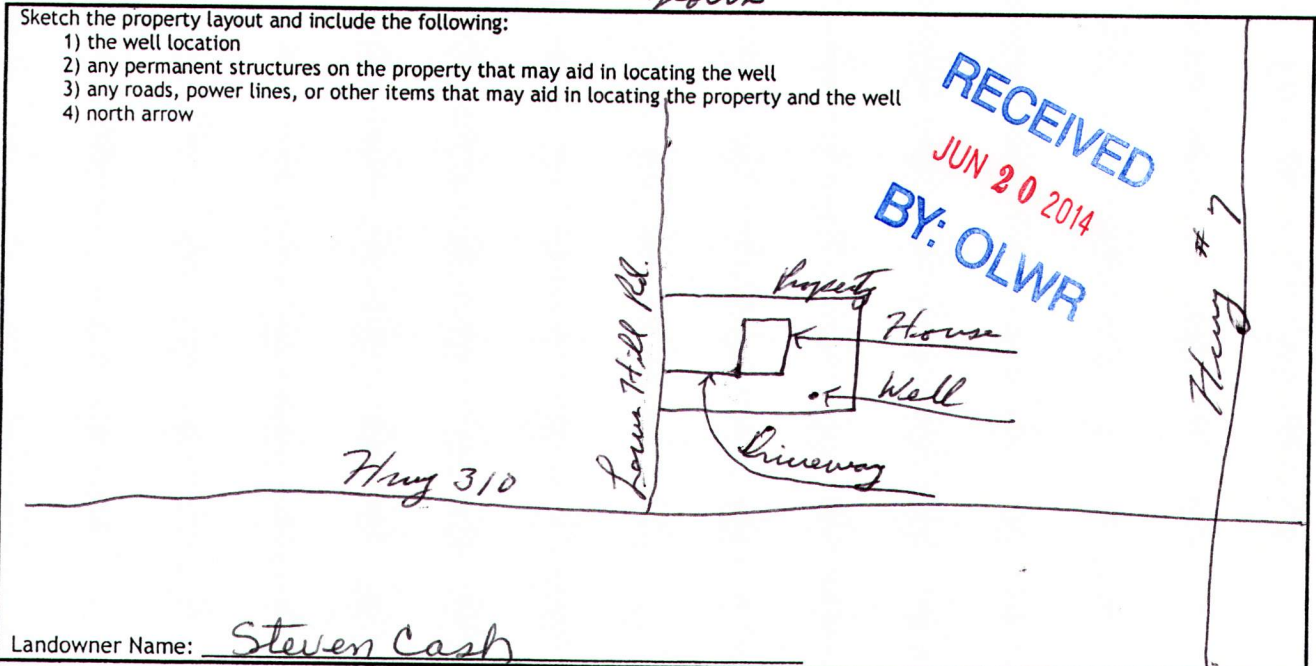 Sketch the property layout and include the following:
1) the well location
2) any permanent structures on the property that may aid in locating the well
3) any roads, power lines, or other items that may aid in locating the property and the well
4) north arrow
RECEIVED
JUN 20 2014
BY: OLWR
Hwy # 7
Property
House
Well
Hill Rd.
Driveway
Hwy 310
Landowner Name: Steven Cash